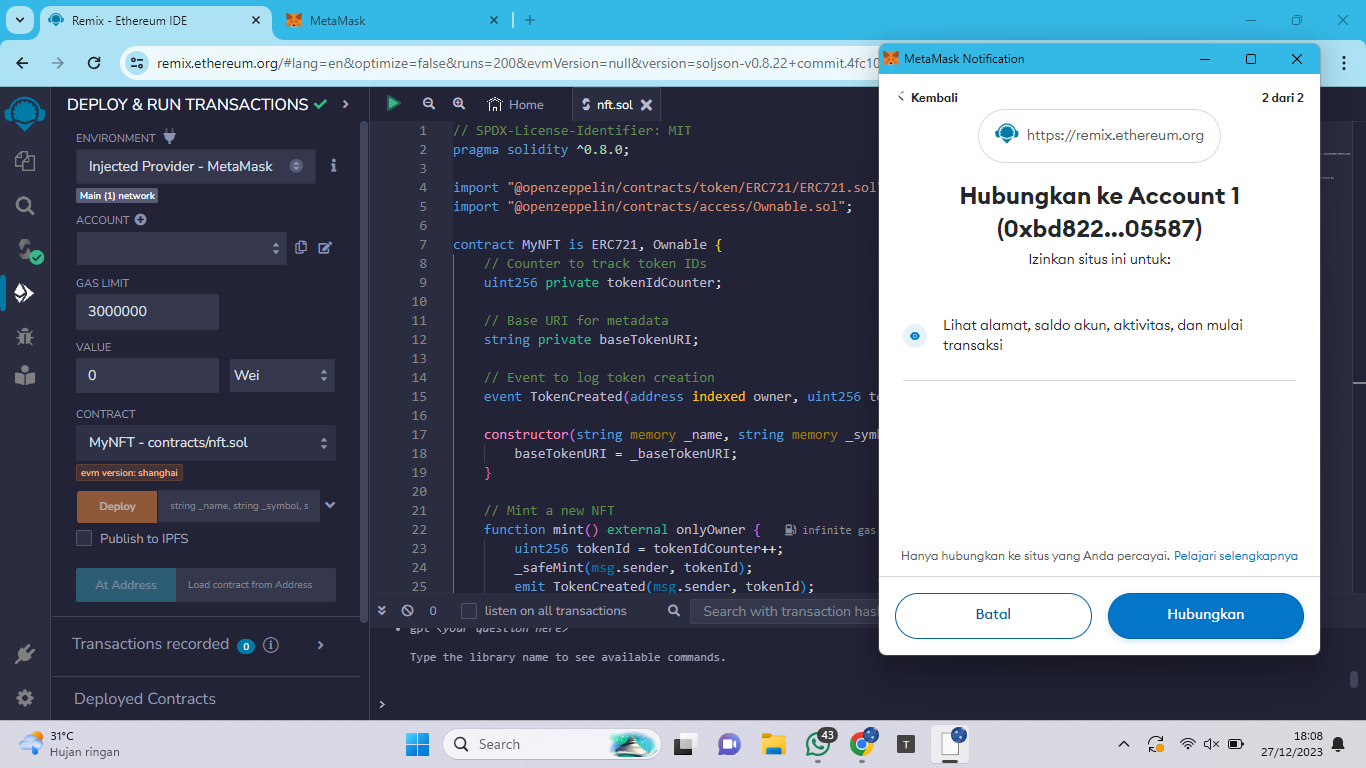 Remix - Ethereum IDE
MetaMask
remix.ethereum.org/#lang=en&optimize=false&runs=200&evmVersion=null&version=soljson-v0.8.22+commit.4fc10
DEPLOY & RUN TRANSACTIONS
ENVIRONMENT
Injected Provider - MetaMask
Main (1) network
ACCOUNT
GAS LIMIT
3000000
VALUE
0
Wei
CONTRACT
MyNFT - contracts/nft.sol
evm version: shanghai
Deploy
string _name, string _symbol, s
Publish to IPFS
At Address
Load contract from Address
Transactions recorded 0
Deployed Contracts
Home
nft.sol
1 // SPDX-License-Identifier: MIT
2 pragma solidity ^0.8.0;
3
4 import "@openzeppelin/contracts/token/ERC721/ERC721.sol"
5 import "@openzeppelin/contracts/access/Ownable.sol";
6
7 contract MyNFT is ERC721, Ownable {
8 // Counter to track token IDs
9 uint256 private tokenIdCounter;
10
11 // Base URI for metadata
12 string private baseTokenURI;
13
14 // Event to log token creation
15 event TokenCreated(address indexed owner, uint256 to
16
17 constructor(string memory _name, string memory _symb
18 baseTokenURI = _baseTokenURI;
19 }
20
21 // Mint a new NFT
22 function mint() external onlyOwner { infinite gas
23 uint256 tokenId = tokenIdCounter++;
24 _safeMint(msg.sender, tokenId);
25 emit TokenCreated(msg.sender, tokenId);
0
listen on all transactions
Search with transaction hash
gpt <your question here>
Type the library name to see available commands.
>
MetaMask Notification
Kembali
2 dari 2
https://remix.ethereum.org
Hubungkan ke Account 1
(0xbd822...05587)
Izinkan situs ini untuk:
Lihat alamat, saldo akun, aktivitas, dan mulai
transaksi
Hanya hubungkan ke situs yang Anda percayai. Pelajari selengkapnya
Batal
Hubungkan
31°C
Hujan ringan
Search
43
T
18:08
27/12/2023